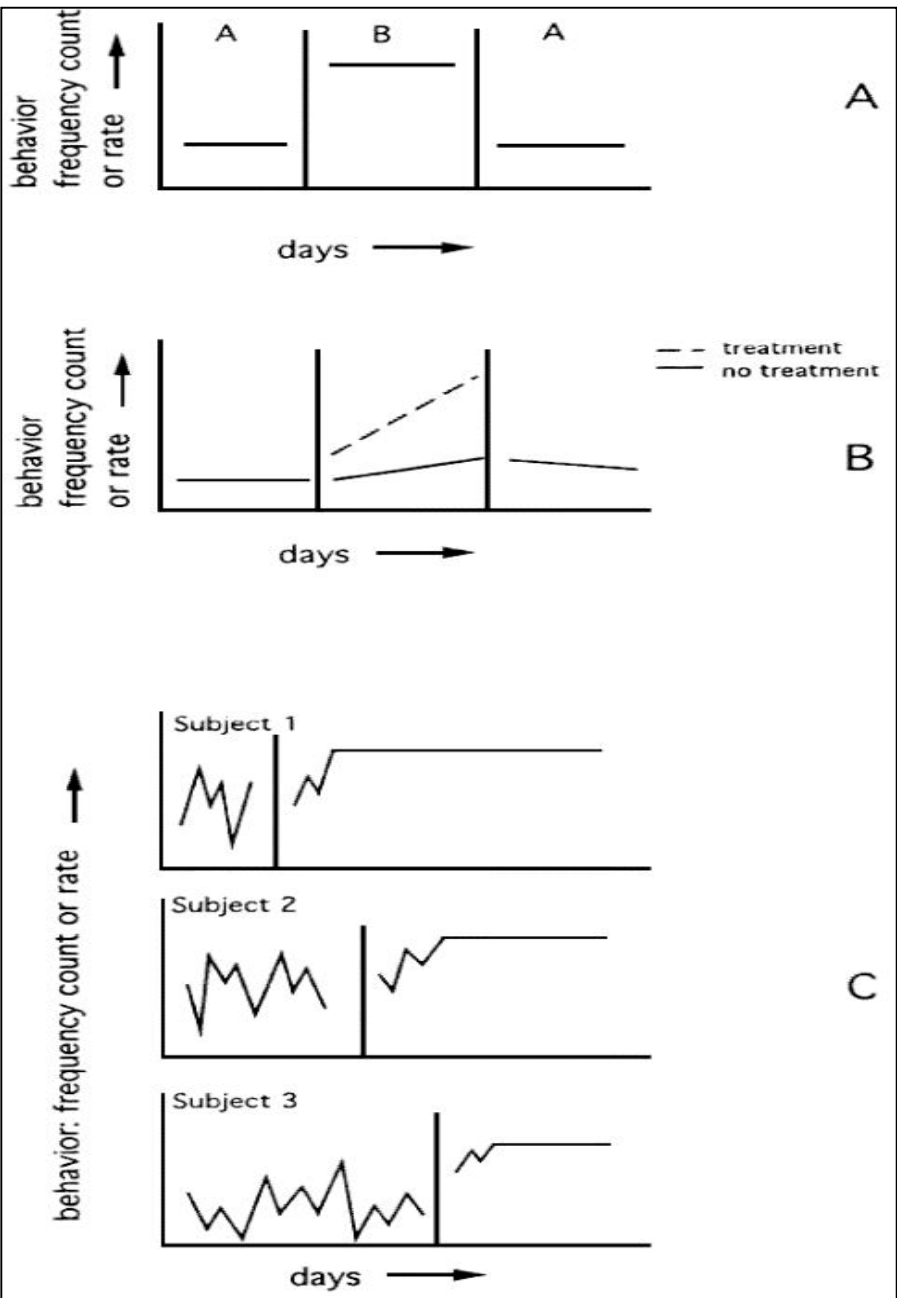 A B A
behavior
frequency count
or rate
A
days
treatment
no treatment
behavior
frequency count
or rate
B
days
Subject 1
Subject 2
C
behavior: frequency count or rate
Subject 3
days